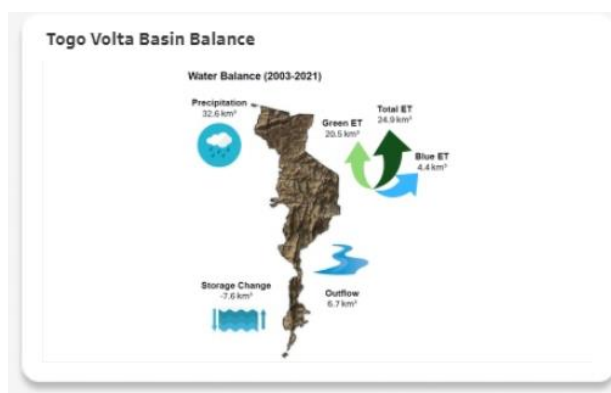 Togo Volta Basin Balance
Water Balance (2003-2021)
Precipitation
32.6 km³
Total ET
24.9 km³
Green ET
20.5 km³
Blue ET
4.4 km³
Storage Change
-7.6 km³
Outflow
6.7 km³